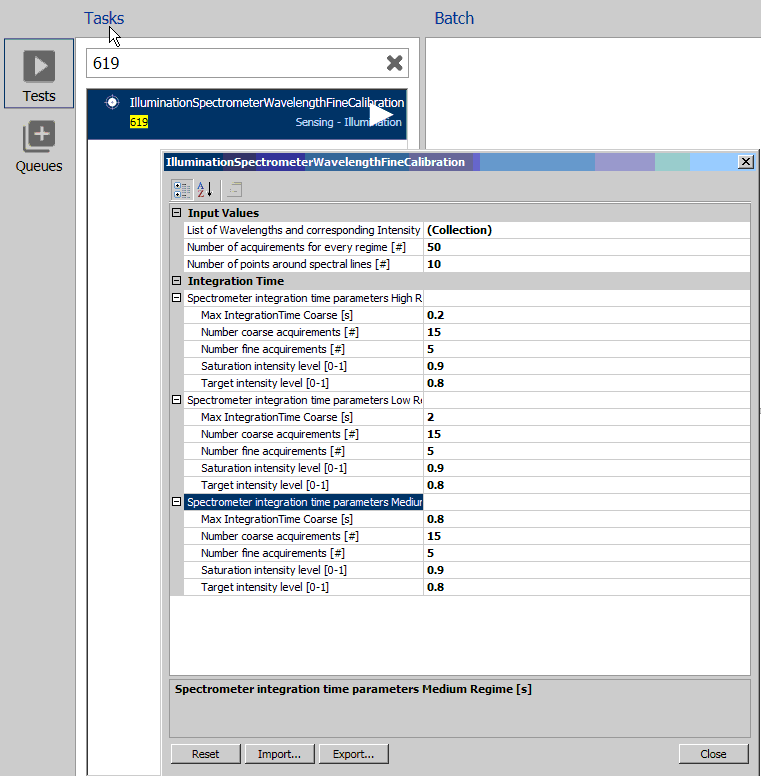 Tasks
Batch
619
Tests
Queues
IlluminationSpectrometerWavelengthFineCalibration
619
Sensing - Illumination
IlluminationSpectrometerWavelengthFineCalibration
Input Values
List of Wavelengths and corresponding Intensity (Collection)
Number of acquirements for every regime [#] 50
Number of points around spectral lines [#] 10
Integration Time
Spectrometer integration time parameters High R
Max IntegrationTime Coarse [s] 0.2
Number coarse acquirements [#] 15
Number fine acquirements [#] 5
Saturation intensity level [0-1] 0.9
Target intensity level [0-1] 0.8
Spectrometer integration time parameters Low Re
Max IntegrationTime Coarse [s] 2
Number coarse acquirements [#] 15
Number fine acquirements [#] 5
Saturation intensity level [0-1] 0.9
Target intensity level [0-1] 0.8
Spectrometer integration time parameters Mediur
Max IntegrationTime Coarse [s] 0.8
Number coarse acquirements [#] 15
Number fine acquirements [#] 5
Saturation intensity level [0-1] 0.9
Target intensity level [0-1] 0.8
Spectrometer integration time parameters Medium Regime [s]
Reset
Import...
Export...
Close